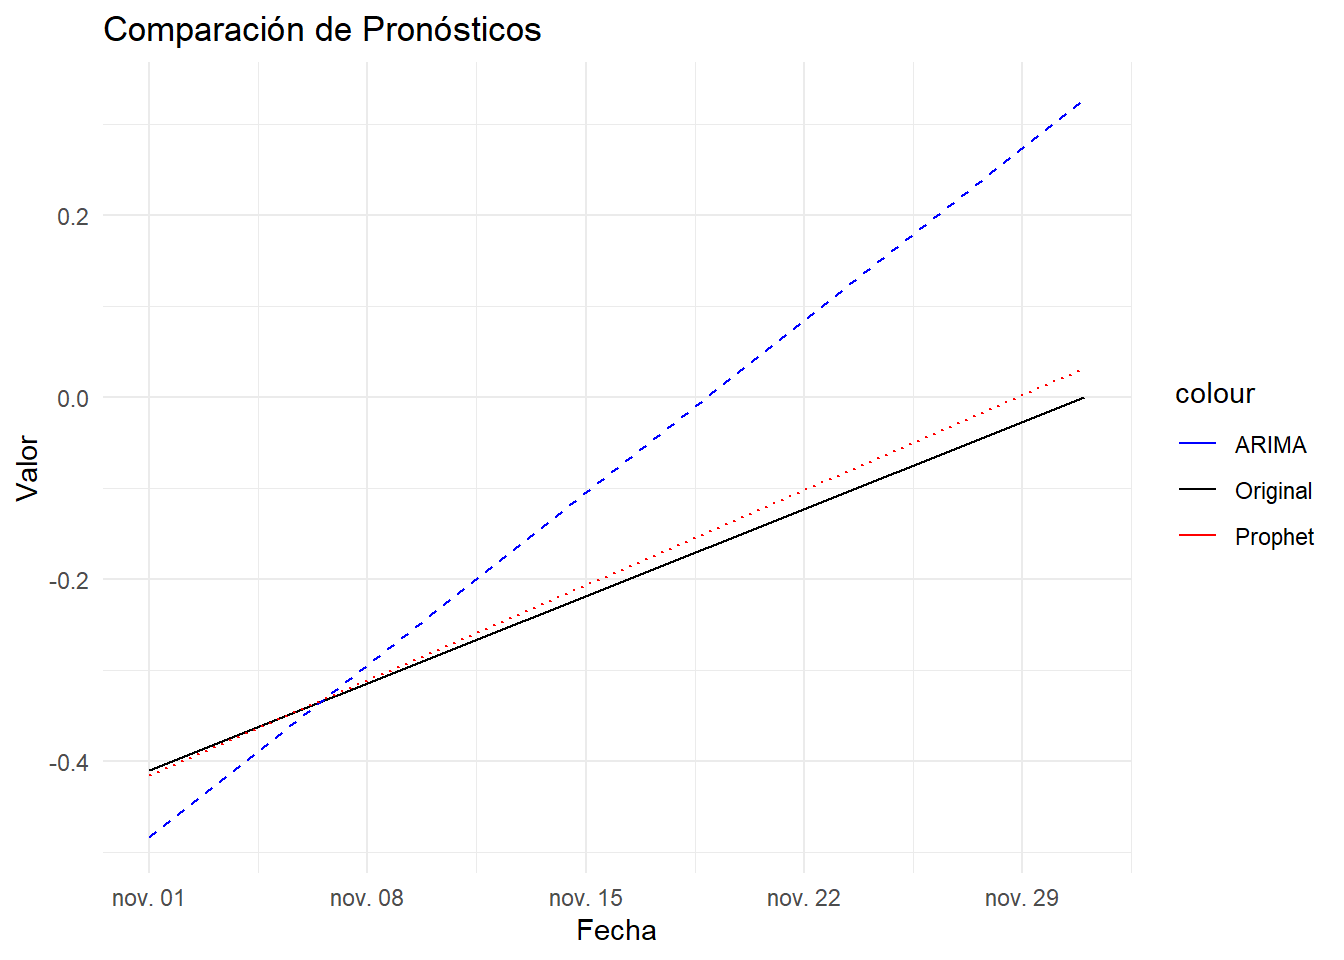 Comparación de Pronósticos
Valor
0.2
0.0
-0.2
-0.4
nov. 01
nov. 08
nov. 15
nov. 22
nov. 29
Fecha
colour
ARIMA
Original
Prophet